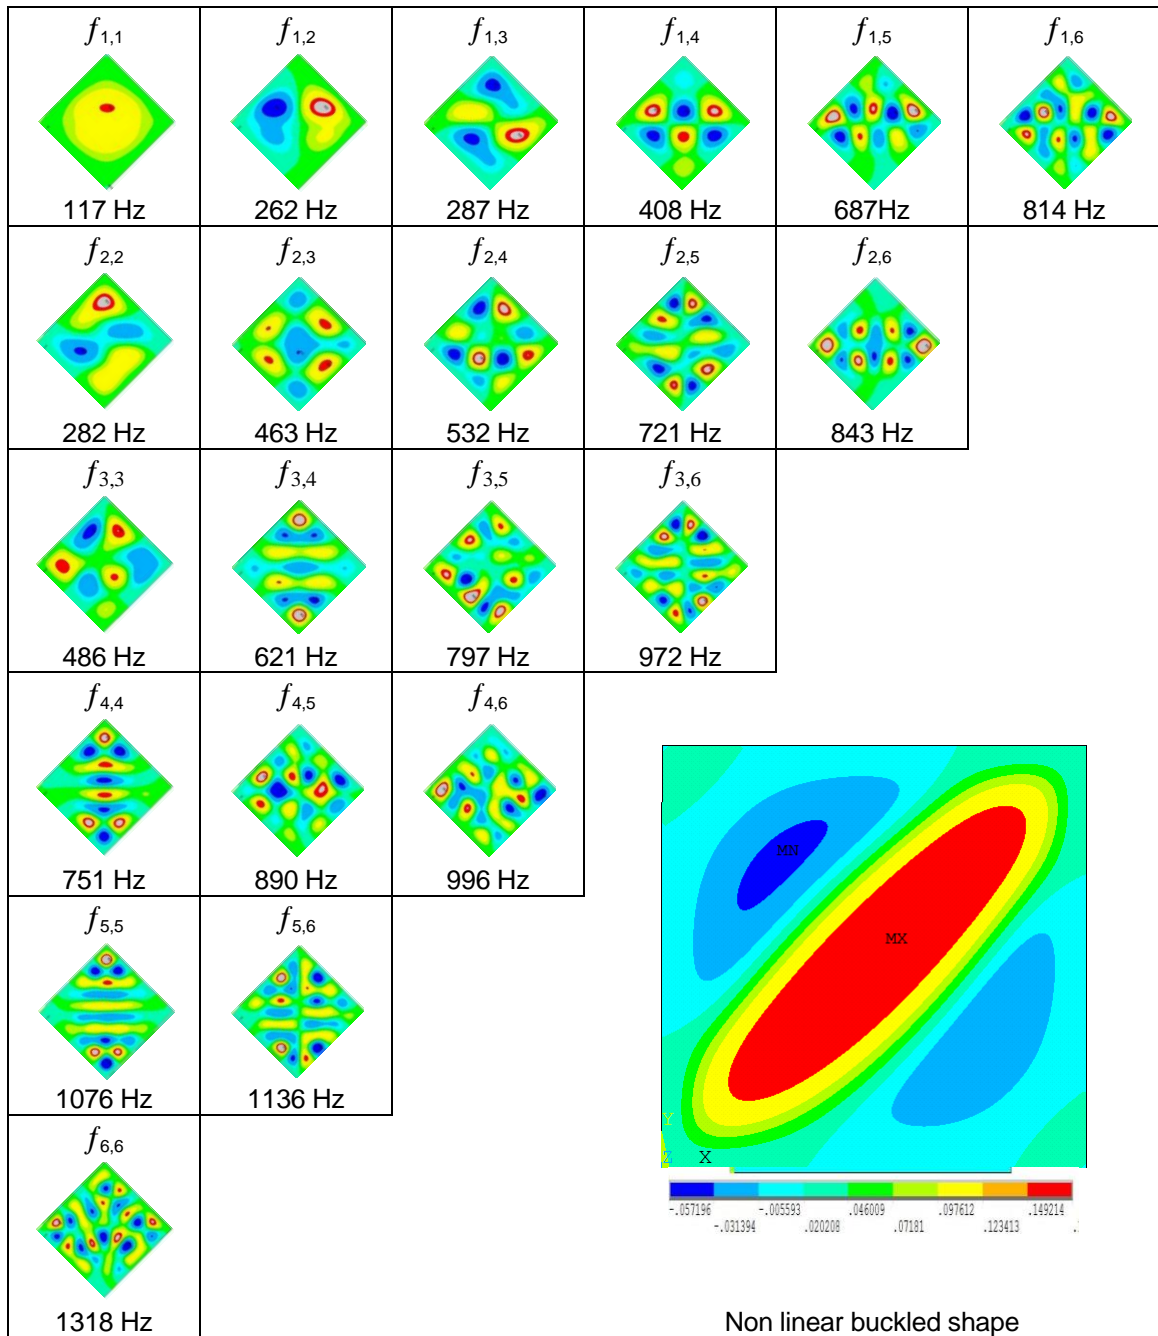 f1,1 f1,2 f1,3 f1,4 f1,5 f1,6
117 Hz 262 Hz 287 Hz 408 Hz 687Hz 814 Hz
f2,2 f2,3 f2,4 f2,5 f2,6
282 Hz 463 Hz 532 Hz 721 Hz 843 Hz
f3,3 f3,4 f3,5 f3,6
486 Hz 621 Hz 797 Hz 972 Hz
f4,4 f4,5 f4,6
751 Hz 890 Hz 996 Hz
MN
MX
f5,5 f5,6
1076 Hz 1136 Hz
Y
Z X
f6,6
-.057196 -.005593 .046009 .097612 .149214
-.031394 .020208 .07181 .123413
1318 Hz Non linear buckled shape